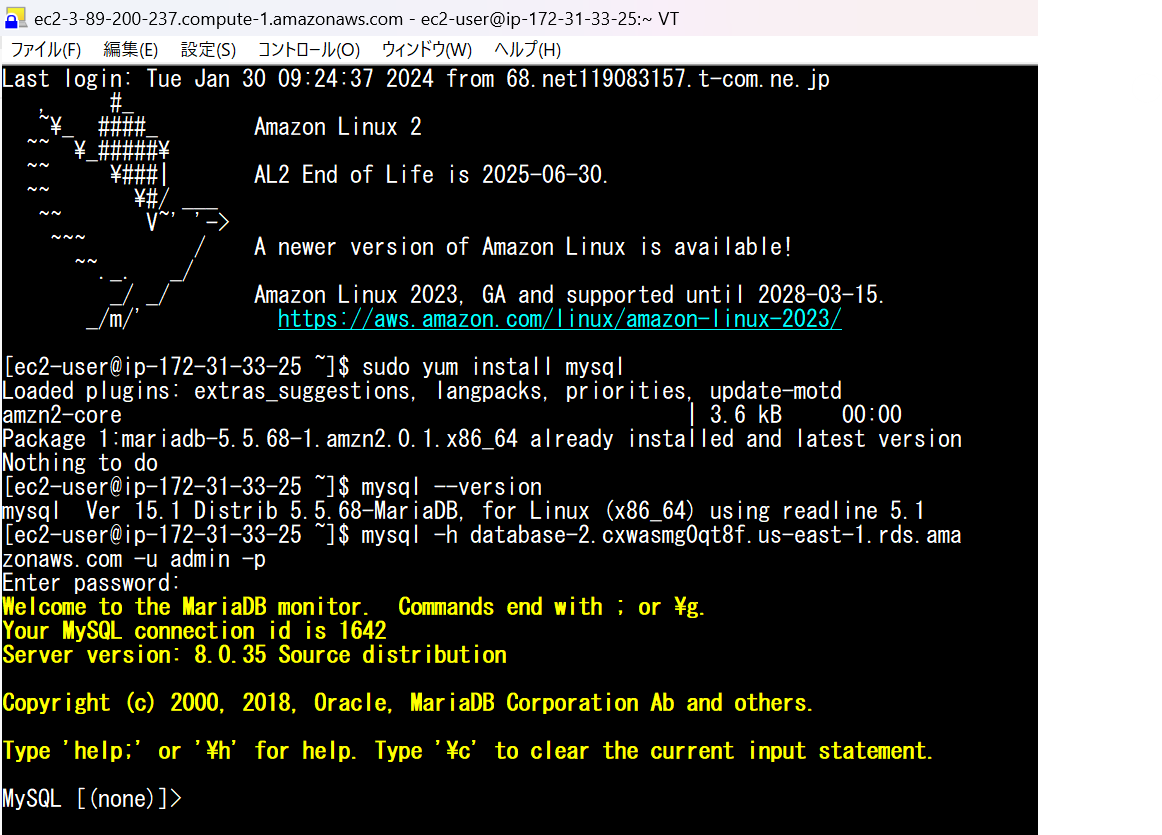 ec2-3-89-200-237.compute-1.amazonaws.com - ec2-user@ip-172-31-33-25:~ VT
ファイル(F) 編集(E) 設定(S) コントロール(O) ウィンドウ(W) ヘルプ(H)
Last login: Tue Jan 30 09:24:37 2024 from 68.net119083157.t-com.ne.jp
   ,     #_
   ~¥_  ####_        Amazon Linux 2
  ~~  ¥_#####¥
  ~~     ¥###|       AL2 End of Life is 2025-06-30.
  ~~       ¥#/ ___
   ~~       V~' '->
    ~~~         /    A newer version of Amazon Linux is available!
      ~~._.   _/
         _/ _/       Amazon Linux 2023, GA and supported until 2028-03-15.
       _/m/'           https://aws.amazon.com/linux/amazon-linux-2023/
[ec2-user@ip-172-31-33-25 ~]$ sudo yum install mysql
Loaded plugins: extras_suggestions, langpacks, priorities, update-motd
amzn2-core                                               | 3.6 kB     00:00
Package 1:mariadb-5.5.68-1.amzn2.0.1.x86_64 already installed and latest version
Nothing to do
[ec2-user@ip-172-31-33-25 ~]$ mysql --version
mysql  Ver 15.1 Distrib 5.5.68-MariaDB, for Linux (x86_64) using readline 5.1
[ec2-user@ip-172-31-33-25 ~]$ mysql -h database-2.cxwasmg0qt8f.us-east-1.rds.ama
zonaws.com -u admin -p
Enter password:
Welcome to the MariaDB monitor.  Commands end with ; or ¥g.
Your MySQL connection id is 1642
Server version: 8.0.35 Source distribution
Copyright (c) 2000, 2018, Oracle, MariaDB Corporation Ab and others.
Type 'help;' or '¥h' for help. Type '¥c' to clear the current input statement.
MySQL [(none)]>